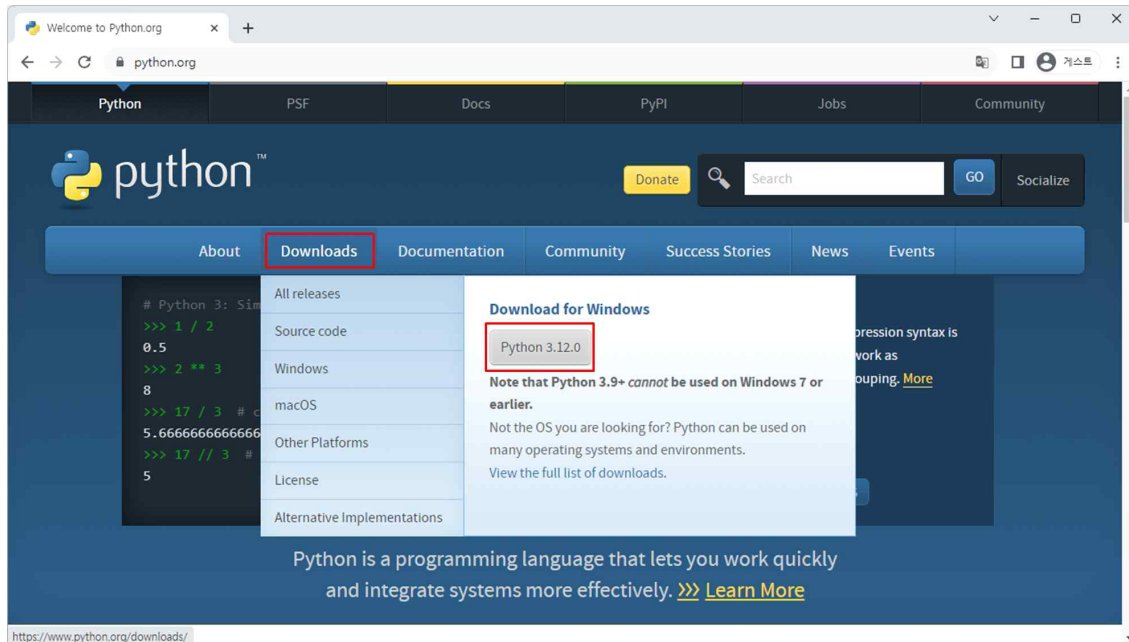 Welcome to Python.org
python.org
게스트
Python PSF Docs PyPI Jobs Community
python™
Donate Search GO Socialize
About Downloads Documentation Community Success Stories News Events
All releases
Source code
Windows
macOS
Other Platforms
License
Alternative Implementations
Download for Windows
Python 3.12.0
Note that Python 3.9+ cannot be used on Windows 7 or
earlier.
Not the OS you are looking for? Python can be used on
many operating systems and environments.
View the full list of downloads.
# Python 3: Sim
>>> 1 / 2
0.5
>>> 2 ** 3
8
>>> 17 / 3 # c
5.6666666666666
>>> 17 // 3 #
5
pression syntax is
work as
ouping. More
Python is a programming language that lets you work quickly
and integrate systems more effectively. >>> Learn More
https://www.python.org/downloads/